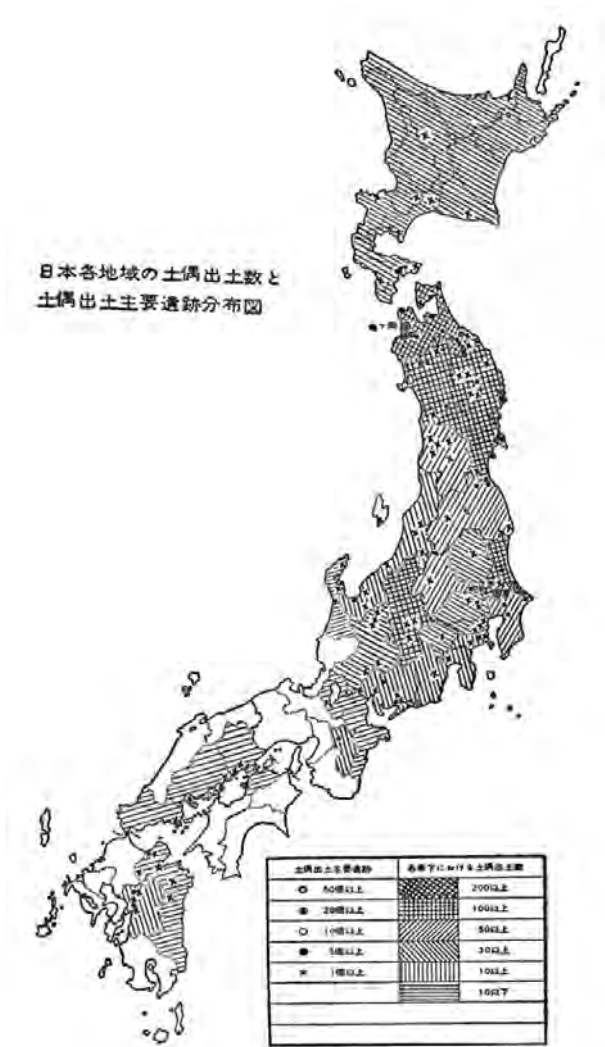 日本各地域の土偶出土数と
土偶出土主要遺跡分布図
亀ヶ岡
土偶出土主要遺跡 各県下における土偶出土数
50個以上 200以上
20個以上 100以上
10個以上 50以上
5個以上 30以上
1個以上 10以上
10以下